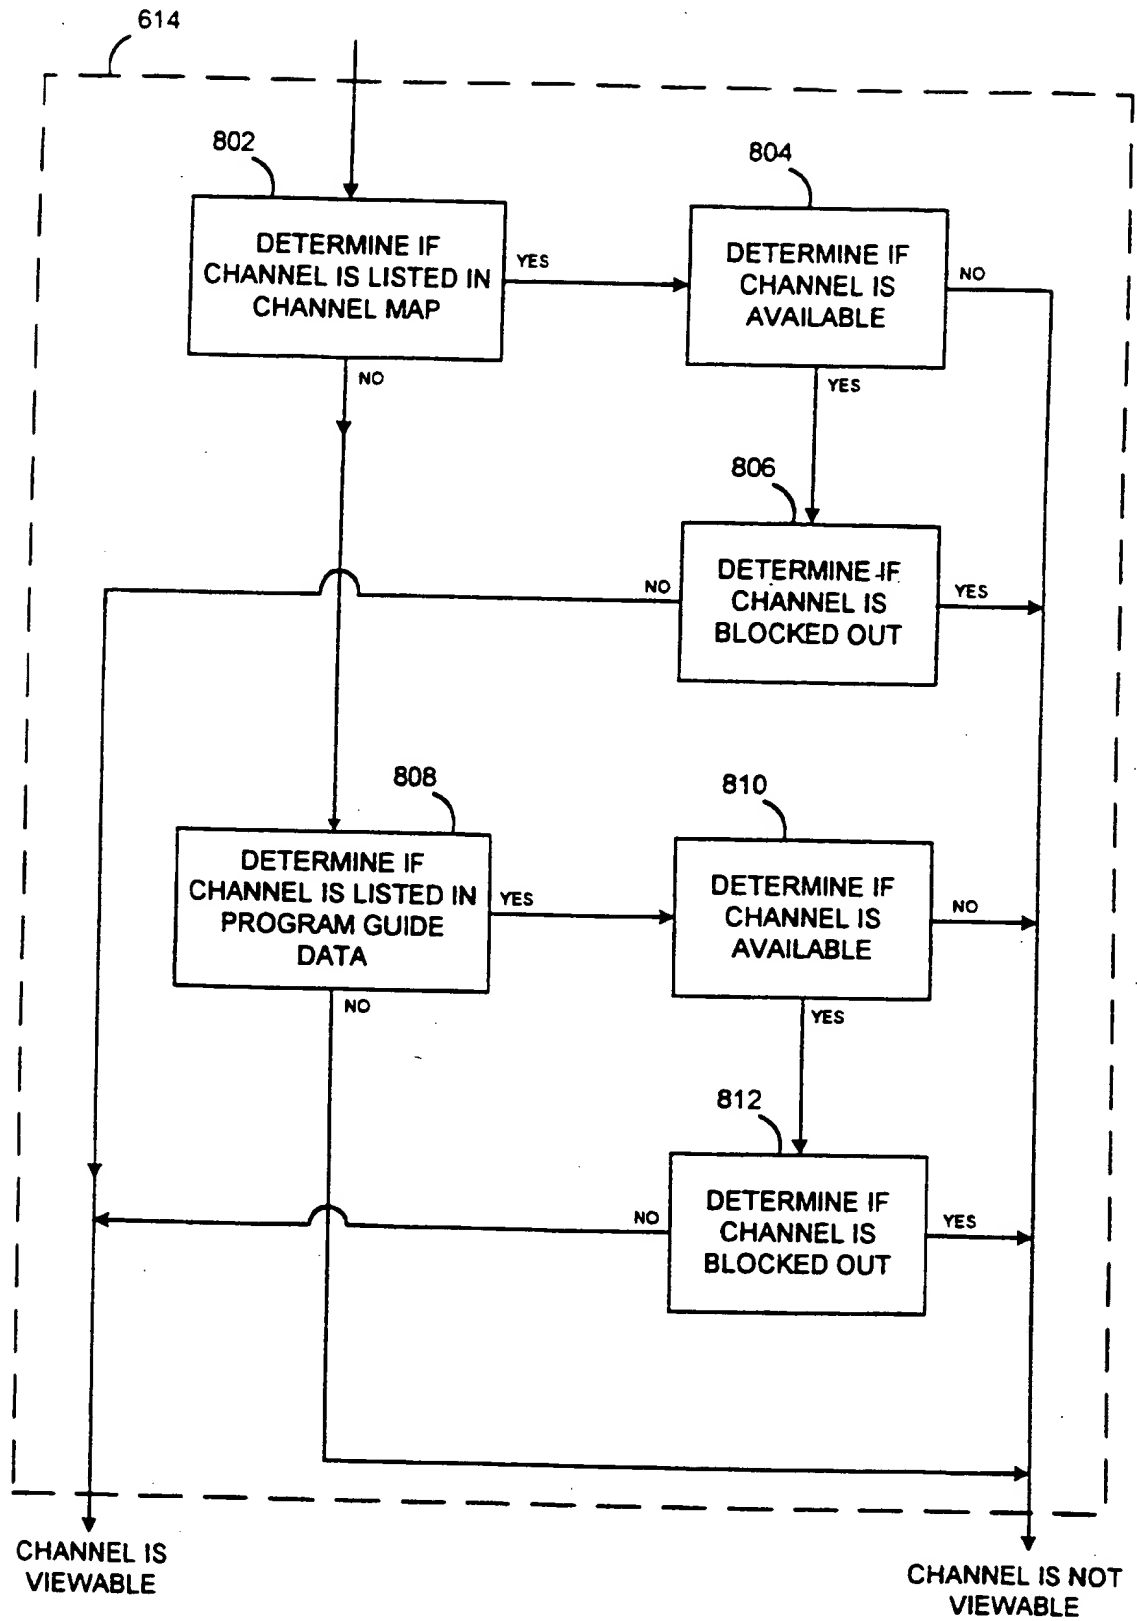 614
802
804
DETERMINE IF
CHANNEL IS LISTED IN
CHANNEL MAP
YES
DETERMINE IF
CHANNEL IS
AVAILABLE
NO
NO
YES
806
DETERMINE IF
CHANNEL IS
BLOCKED OUT
NO
YES
808
810
DETERMINE IF
CHANNEL IS LISTED IN
PROGRAM GUIDE
DATA
YES
DETERMINE IF
CHANNEL IS
AVAILABLE
NO
NO
YES
812
DETERMINE IF
CHANNEL IS
BLOCKED OUT
NO
YES
CHANNEL IS
VIEWABLE
CHANNEL IS NOT
VIEWABLE